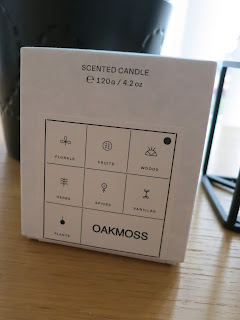 SCENTED CANDLE
℮ 120g / 4.2 oz
FLORALS
FRUITS
WOODS
HERBS
SPICES
VANILLAS
PLANTS
OAKMOSS